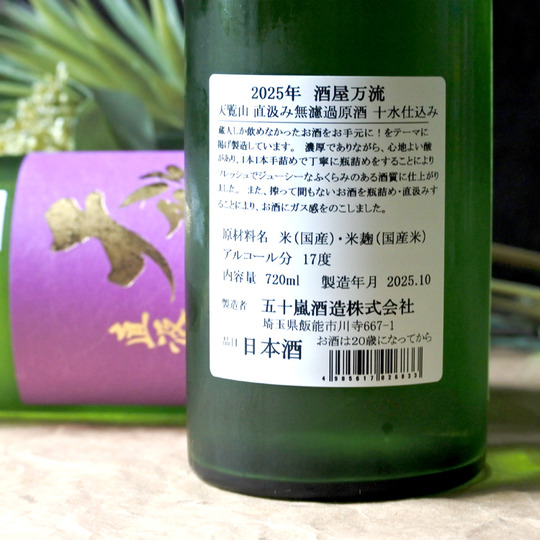 2025年 酒屋万流
天覧山 直汲み無濾過原酒 十水仕込み
蔵人しか飲めなかったお酒をお手元に!をテーマに
掲げ製造しています。 濃厚でありながら、心地よい酸
があり、1本1本手詰めで丁寧に瓶詰めをすることにより
フレッシュでジューシーなふくらみのある酒質に仕上がり
ました。また、搾って間もないお酒を瓶詰め・直汲みす
ることにより、お酒にガス感をのこしました。
原材料名 米(国産)・米麹(国産米)
アルコール分 17度
内容量 720ml 製造年月 2025.10
製造者 五十嵐酒造株式会社
埼玉県飯能市川寺667-1
品目 日本酒 お酒は20歳になってから
4985617626833
直汲